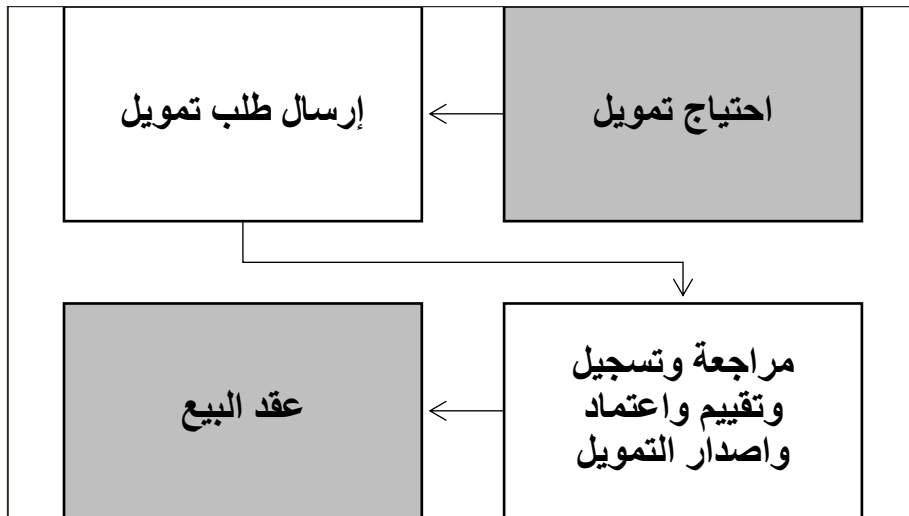 احتياج تمويل
إرسال طلب تمويل
مراجعة وتسجيل
وتقييم واعتماد
واصدار التمويل
عقد البيع